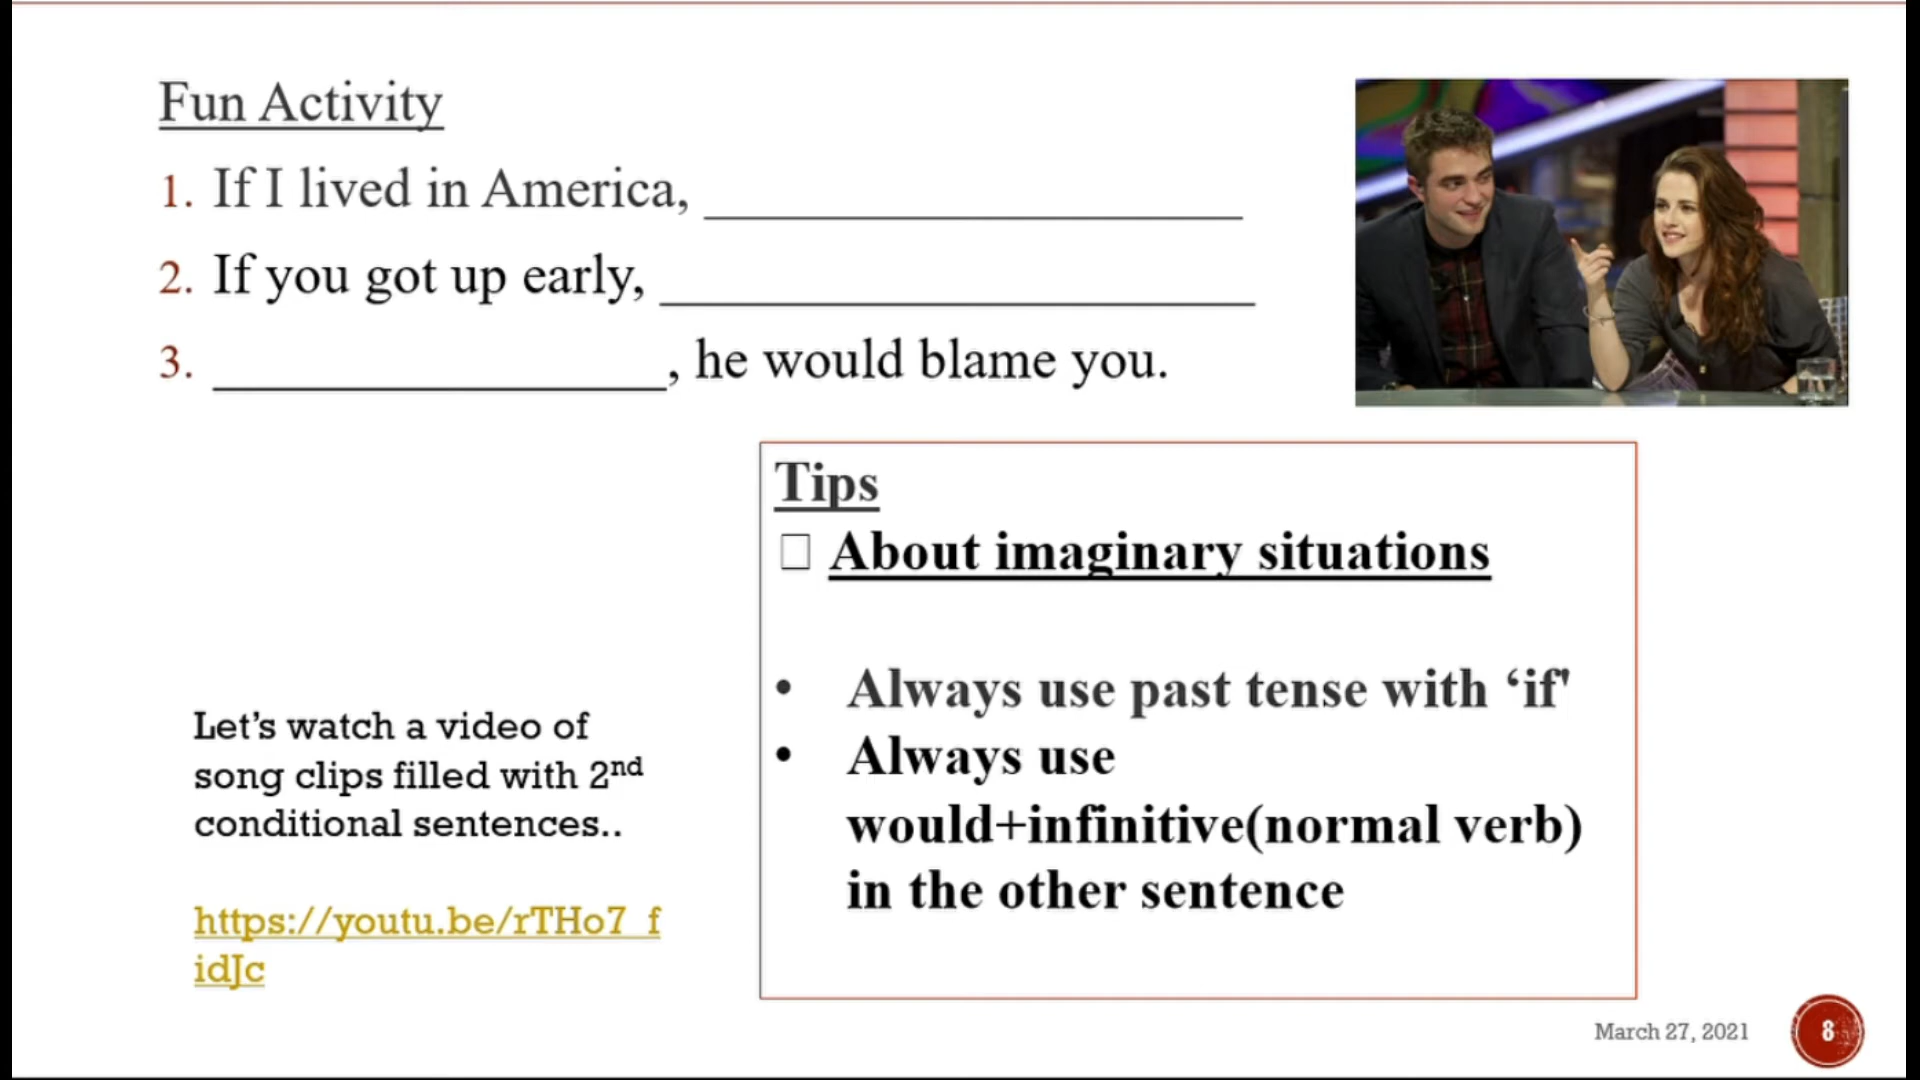 Fun Activity
1. If I lived in America, ____________________
2. If you got up early, ______________________
3. _________________, he would blame you.
Tips
□ About imaginary situations
• Always use past tense with ‘if'
• Always use
would+infinitive(normal verb)
in the other sentence
Let’s watch a video of
song clips filled with 2nd
conditional sentences..
https://youtu.be/rTHo7_f
idJc
March 27, 2021
8